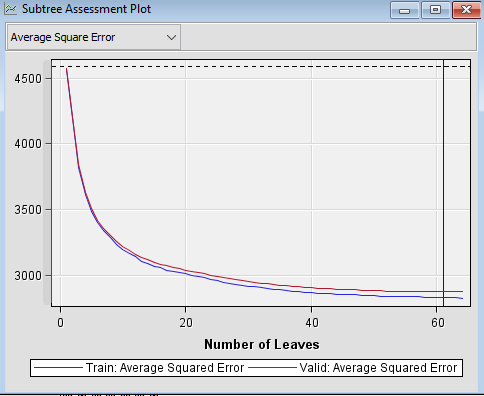 Subtree Assessment Plot
Average Square Error
4500
4000
3500
3000
0 20 40 60
Number of Leaves
Train: Average Squared Error Valid: Average Squared Error